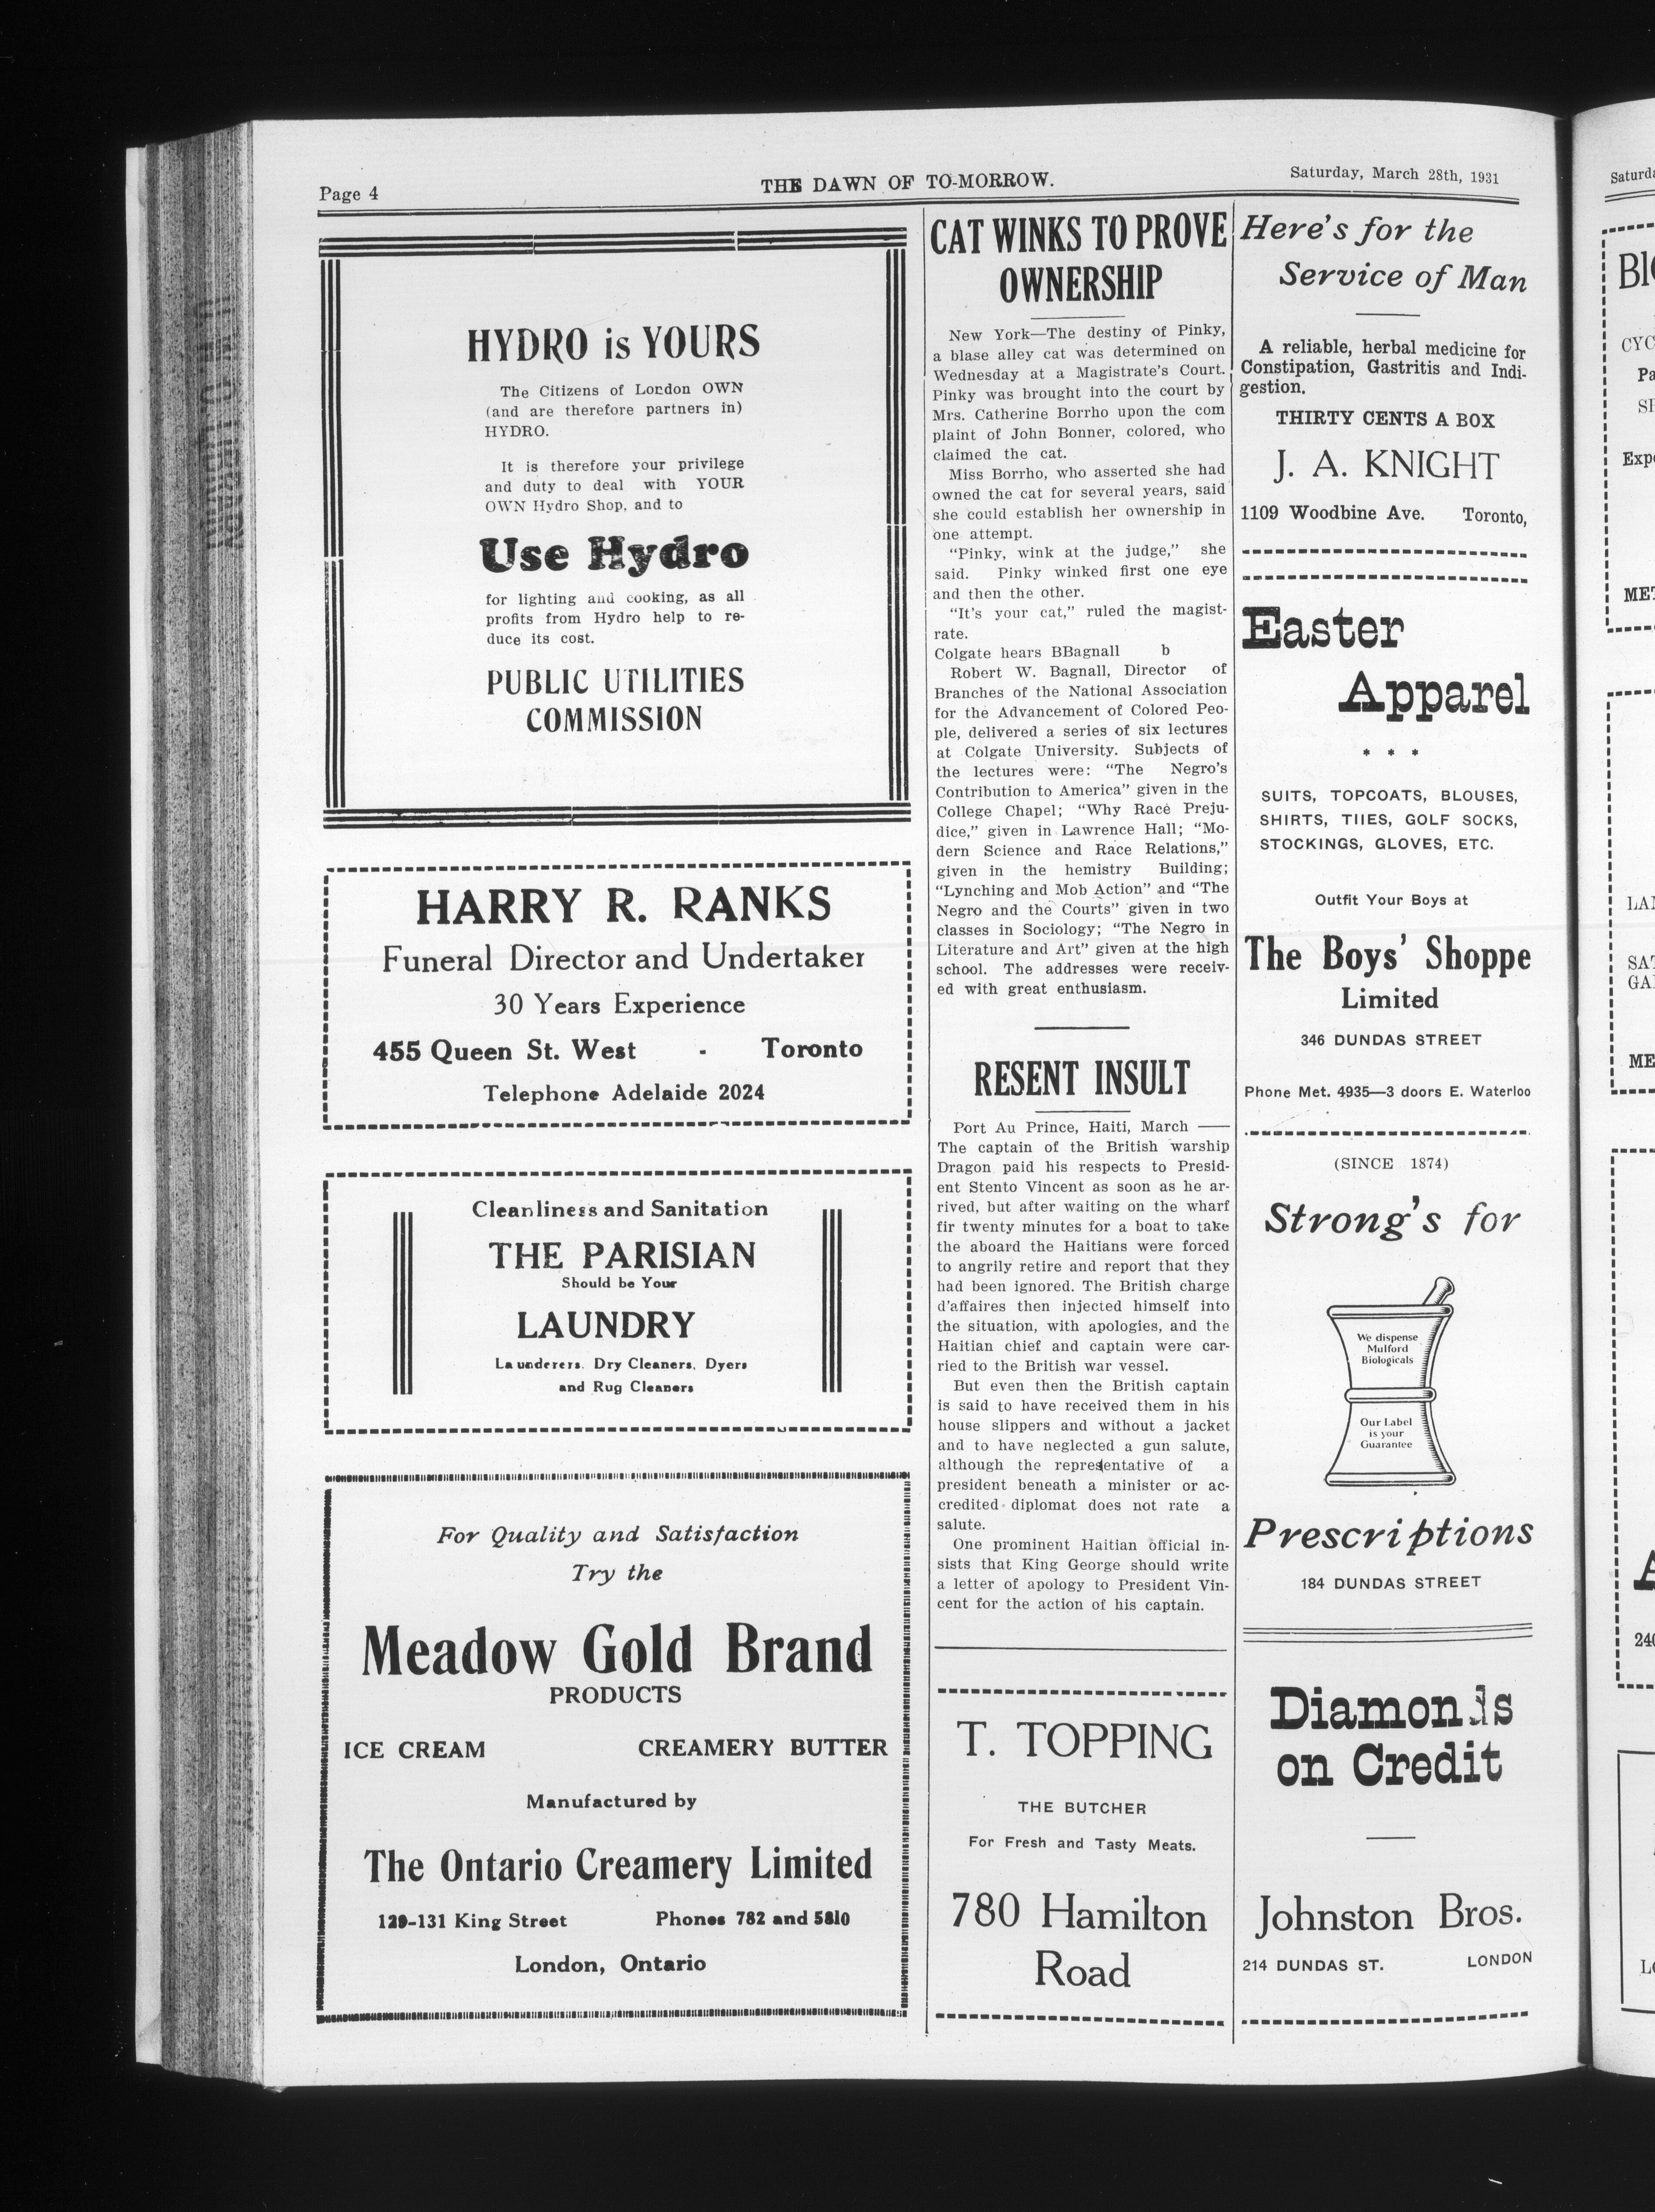 Page 4
THE DAWN OF TO-MORROW.
Saturday, March 28th, 1931
HYDRO is YOURS
The Citizens of London OWN
(and are therefore partners in)
HYDRO.
It is therefore your privilege
and duty to deal with YOUR
OWN Hydro Shop, and to
Use Hydro
for lighting and cooking, as all
profits from Hydro help to re-
duce its cost.
PUBLIC UTILITIES
COMMISSION
HARRY R. RANKS
Funeral Director and Undertaker
30 Years Experience
455 Queen St. West - Toronto
Telephone Adelaide 2024
Cleanliness and Sanitation
THE PARISIAN
Should be Your
LAUNDRY
Launderers. Dry Cleaners, Dyers
and Rug Cleaners
For Quality and Satisfaction
Try the
Meadow Gold Brand
PRODUCTS
ICE CREAM CREAMERY BUTTER
Manufactured by
The Ontario Creamery Limited
129-131 King Street Phones 782 and 5810
London, Ontario
CAT WINKS TO PROVE
OWNERSHIP
New York—The destiny of Pinky,
a blase alley cat was determined on
Wednesday at a Magistrate's Court.
Pinky was brought into the court by
Mrs. Catherine Borrho upon the com
plaint of John Bonner, colored, who
claimed the cat.
Miss Borrho, who asserted she had
owned the cat for several years, said
she could establish her ownership in
one attempt.
"Pinky, wink at the judge," she
said. Pinky winked first one eye
and then the other.
"It's your cat," ruled the magist-
rate.
Colgate hears BBagnall b
Robert W. Bagnall, Director of
Branches of the National Association
for the Advancement of Colored Peo-
ple, delivered a series of six lectures
at Colgate University. Subjects of
the lectures were: "The Negro's
Contribution to America" given in the
College Chapel; "Why Race Preju-
dice," given in Lawrence Hall; "Mo-
dern Science and Race Relations,"
given in the hemistry Building;
"Lynching and Mob Action" and "The
Negro and the Courts" given in two
classes in Sociology; "The Negro in
Literature and Art" given at the high
school. The addresses were receiv-
ed with great enthusiasm.
RESENT INSULT
Port Au Prince, Haiti, March ——
The captain of the British warship
Dragon paid his respects to Presid-
ent Stento Vincent as soon as he ar-
rived, but after waiting on the wharf
fir twenty minutes for a boat to take
the aboard the Haitians were forced
to angrily retire and report that they
had been ignored. The British charge
d'affaires then injected himself into
the situation, with apologies, and the
Haitian chief and captain were car-
ried to the British war vessel.
But even then the British captain
is said to have received them in his
house slippers and without a jacket
and to have neglected a gun salute,
although the representative of a
president beneath a minister or ac-
credited diplomat does not rate a
salute.
One prominent Haitian official in-
sists that King George should write
a letter of apology to President Vin-
cent for the action of his captain.
T. TOPPING
THE BUTCHER
For Fresh and Tasty Meats.
780 Hamilton
Road
Here's for the
Service of Man
A reliable, herbal medicine for
Constipation, Gastritis and Indi-
gestion.
THIRTY CENTS A BOX
J. A. KNIGHT
1109 Woodbine Ave. Toronto,
Easter
Apparel
* * *
SUITS, TOPCOATS, BLOUSES,
SHIRTS, TIIES, GOLF SOCKS,
STOCKINGS, GLOVES, ETC.
Outfit Your Boys at
The Boys' Shoppe
Limited
346 DUNDAS STREET
Phone Met. 4935—3 doors E. Waterloo
(SINCE 1874)
Strong's for
We dispense
Mulford
Biologicals
Our Label
is your
Guarantee
Prescriptions
184 DUNDAS STREET
Diamonds
on Credit
Johnston Bros.
214 DUNDAS ST. LONDON